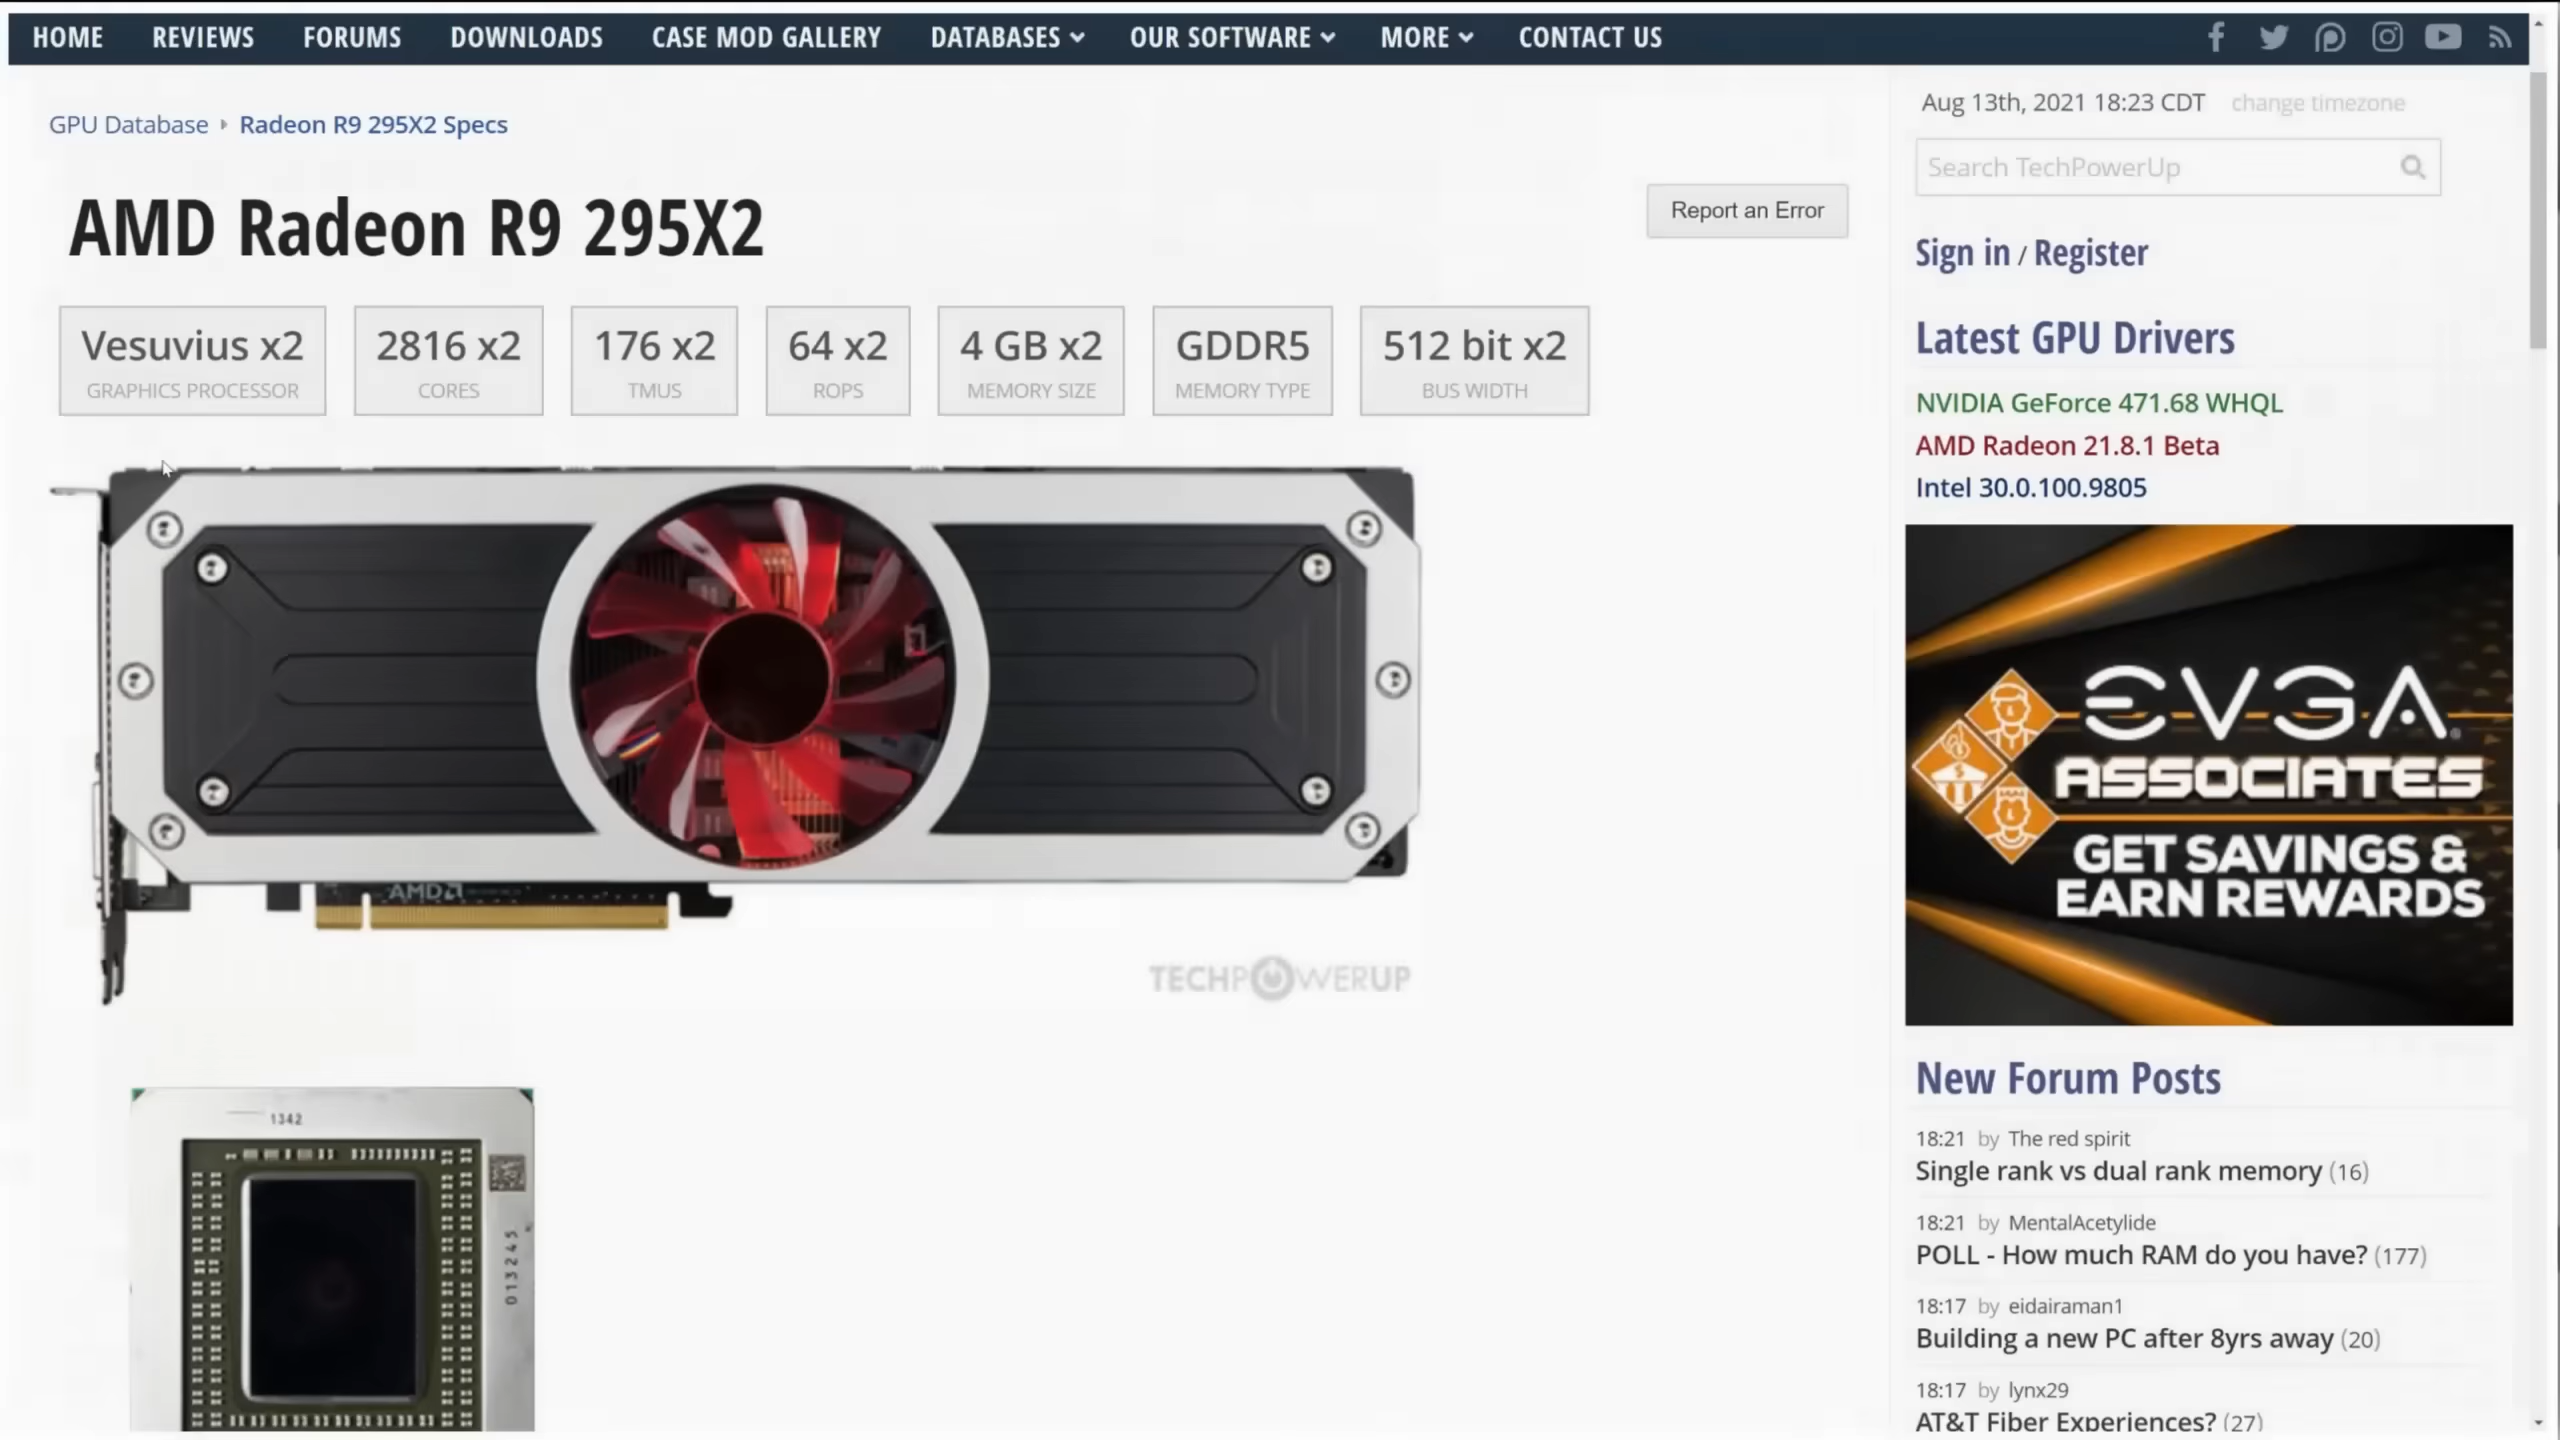 HOME REVIEWS FORUMS DOWNLOADS CASE MOD GALLERY DATABASES OUR SOFTWARE MORE CONTACT US
GPU Database Radeon R9 295X2 Specs
AMD Radeon R9 295X2
Report an Error
Vesuvius x2
GRAPHICS PROCESSOR
2816 x2
CORES
176 x2
TMUS
64 x2
ROPS
4 GB x2
MEMORY SIZE
GDDR5
MEMORY TYPE
512 bit x2
BUS WIDTH
AMD
TECHPOWERUP
1342
013245
Aug 13th, 2021 18:23 CDT change timezone
Search TechPowerUp
Sign in / Register
Latest GPU Drivers
NVIDIA GeForce 471.68 WHQL
AMD Radeon 21.8.1 Beta
Intel 30.0.100.9805
EVGA
ASSOCIATES
GET SAVINGS &
EARN REWARDS
New Forum Posts
18:21 by The red spirit
Single rank vs dual rank memory (16)
18:21 by MentalAcetylide
POLL - How much RAM do you have? (177)
18:17 by eidairaman1
Building a new PC after 8yrs away (20)
18:17 by lynx29
AT&T Fiber Experiences? (27)